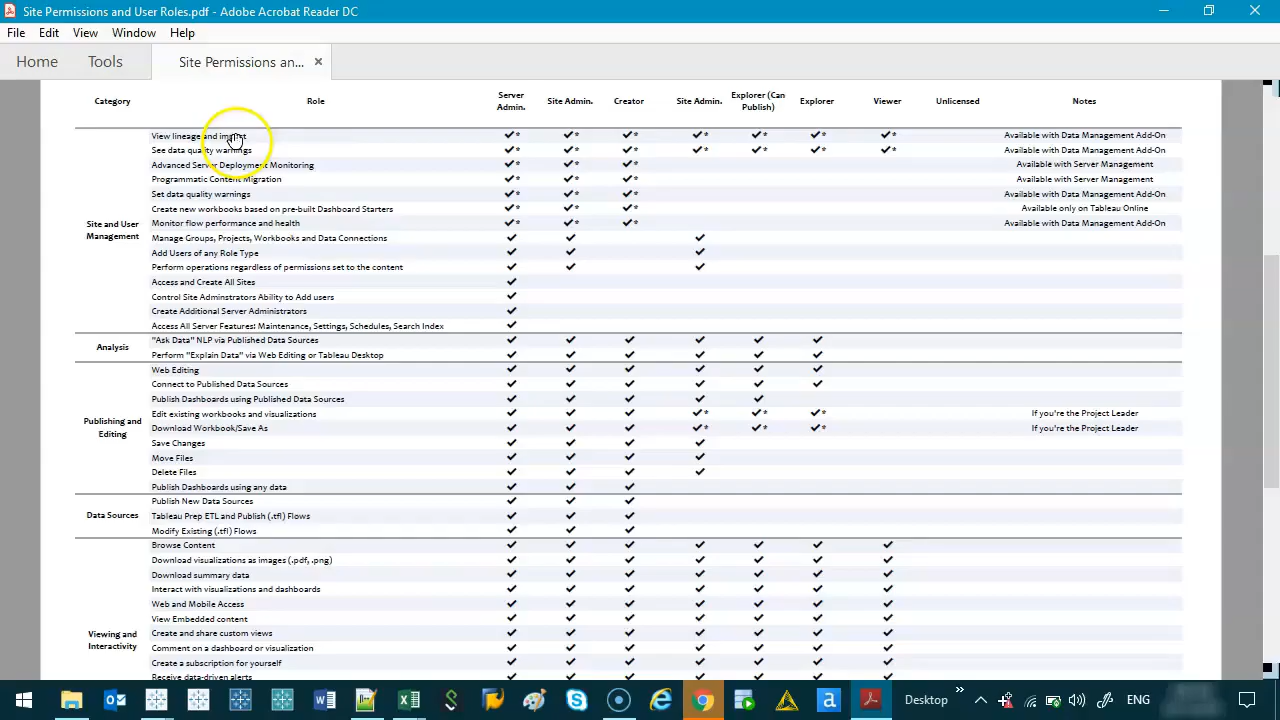 Site Permissions and User Roles.pdf - Adobe Acrobat Reader DC
File Edit View Window Help
Home Tools Site Permissions an... ×
Category Role Server Admin. Site Admin. Creator Site Admin. Explorer (Can Publish) Explorer Viewer Unlicensed Notes
Site and User Management
View lineage and impact ✔* ✔* ✔* ✔* ✔* ✔* ✔* Available with Data Management Add-On
See data quality warnings ✔* ✔* ✔* ✔* ✔* ✔* ✔* Available with Data Management Add-On
Advanced Server Deployment Monitoring ✔* ✔* ✔* Available with Server Management
Programmatic Content Migration ✔* ✔* ✔* Available with Server Management
Set data quality warnings ✔* ✔* ✔* Available with Data Management Add-On
Create new workbooks based on pre-built Dashboard Starters ✔* ✔* ✔* Available only on Tableau Online
Monitor flow performance and health ✔* ✔* ✔* Available with Data Management Add-On
Manage Groups, Projects, Workbooks and Data Connections ✔ ✔ ✔
Add Users of any Role Type ✔ ✔ ✔
Perform operations regardless of permissions set to the content ✔ ✔ ✔
Access and Create All Sites ✔
Control Site Adminstrators Ability to Add users ✔
Create Additional Server Administrators ✔
Access All Server Features: Maintenance, Settings, Schedules, Search Index ✔
Analysis
"Ask Data" NLP via Published Data Sources ✔ ✔ ✔ ✔ ✔ ✔
Perform "Explain Data" via Web Editing or Tableau Desktop ✔ ✔ ✔ ✔ ✔ ✔
Publishing and Editing
Web Editing ✔ ✔ ✔ ✔ ✔ ✔
Connect to Published Data Sources ✔ ✔ ✔ ✔ ✔ ✔
Publish Dashboards using Published Data Sources ✔ ✔ ✔ ✔ ✔
Edit existing workbooks and visualizations ✔ ✔ ✔ ✔* ✔* ✔* If you're the Project Leader
Download Workbook/Save As ✔ ✔ ✔ ✔* ✔* ✔* If you're the Project Leader
Save Changes ✔ ✔ ✔ ✔
Move Files ✔ ✔ ✔ ✔
Delete Files ✔ ✔ ✔ ✔
Publish Dashboards using any data ✔ ✔ ✔
Data Sources
Publish New Data Sources ✔ ✔ ✔
Tableau Prep ETL and Publish (.tfl) Flows ✔ ✔ ✔
Modify Existing (.tfl) Flows ✔ ✔ ✔
Viewing and Interactivity
Browse Content ✔ ✔ ✔ ✔ ✔ ✔ ✔
Download visualizations as images (.pdf, .png) ✔ ✔ ✔ ✔ ✔ ✔ ✔
Download summary data ✔ ✔ ✔ ✔ ✔ ✔ ✔
Interact with visualizations and dashboards ✔ ✔ ✔ ✔ ✔ ✔ ✔
Web and Mobile Access ✔ ✔ ✔ ✔ ✔ ✔ ✔
View Embedded content ✔ ✔ ✔ ✔ ✔ ✔ ✔
Create and share custom views ✔ ✔ ✔ ✔ ✔ ✔ ✔
Comment on a dashboard or visualization ✔ ✔ ✔ ✔ ✔ ✔ ✔
Create a subscription for yourself ✔ ✔ ✔ ✔ ✔ ✔ ✔
Receive data-driven alerts ✔ ✔ ✔ ✔ ✔ ✔ ✔
Desktop ENG